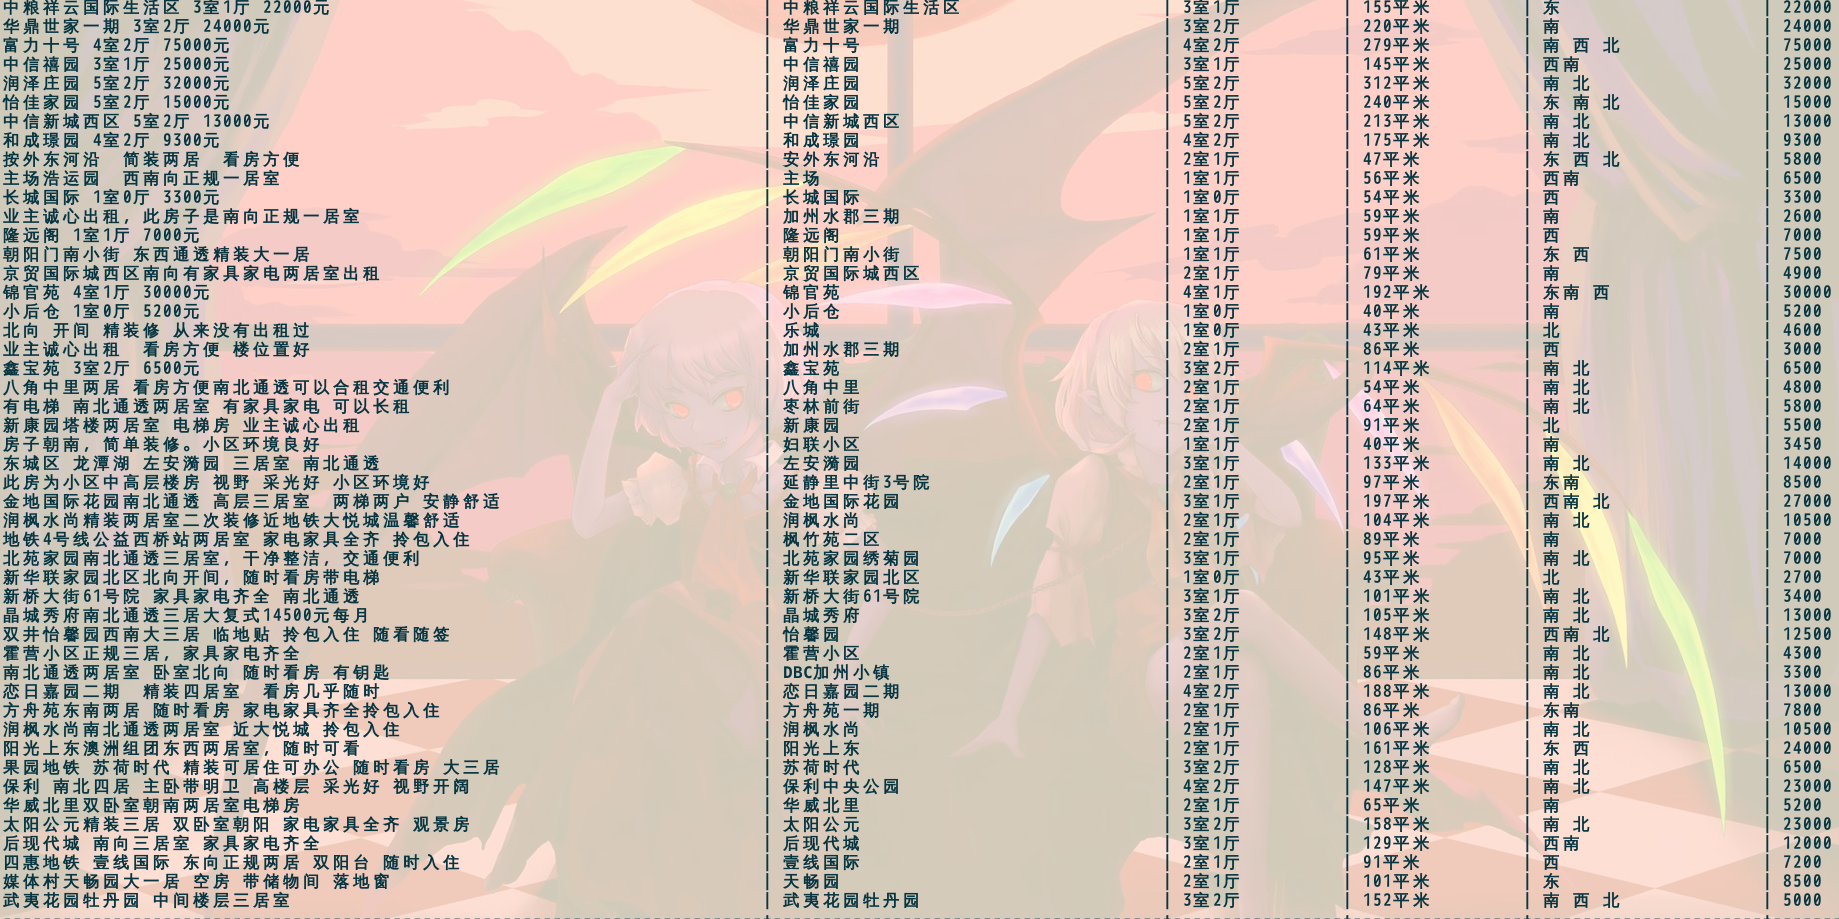 中粮祥云国际生活区 3室1厅 22000元 | 中粮祥云国际生活区 | 3室1厅 | 155平米 | 东 | 22000
华鼎世家一期 3室2厅 24000元 | 华鼎世家一期 | 3室2厅 | 220平米 | 南 | 24000
富力十号 4室2厅 75000元 | 富力十号 | 4室2厅 | 279平米 | 南 西 北 | 75000
中信禧园 3室1厅 25000元 | 中信禧园 | 3室1厅 | 145平米 | 西南 | 25000
润泽庄园 5室2厅 32000元 | 润泽庄园 | 5室2厅 | 312平米 | 南 北 | 32000
怡佳家园 5室2厅 15000元 | 怡佳家园 | 5室2厅 | 240平米 | 东 南 北 | 15000
中信新城西区 5室2厅 13000元 | 中信新城西区 | 5室2厅 | 213平米 | 南 北 | 13000
和成璟园 4室2厅 9300元 | 和成璟园 | 4室2厅 | 175平米 | 南 北 | 9300
按外东河沿  简装两居  看房方便 | 安外东河沿 | 2室1厅 | 47平米 | 东 西 北 | 5800
主场浩运园  西南向正规一居室 | 主场 | 1室1厅 | 56平米 | 西南 | 6500
长城国际 1室0厅 3300元 | 长城国际 | 1室0厅 | 54平米 | 西 | 3300
业主诚心出租，此房子是南向正规一居室 | 加州水郡三期 | 1室1厅 | 59平米 | 南 | 2600
隆远阁 1室1厅 7000元 | 隆远阁 | 1室1厅 | 59平米 | 西 | 7000
朝阳门南小街 东西通透精装大一居 | 朝阳门南小街 | 1室1厅 | 61平米 | 东 西 | 7500
京贸国际城西区南向有家具家电两居室出租 | 京贸国际城西区 | 2室1厅 | 79平米 | 南 | 4900
锦官苑 4室1厅 30000元 | 锦官苑 | 4室1厅 | 192平米 | 东南 西 | 30000
小后仓 1室0厅 5200元 | 小后仓 | 1室0厅 | 40平米 | 南 | 5200
北向 开间 精装修 从来没有出租过 | 乐城 | 1室0厅 | 43平米 | 北 | 4600
业主诚心出租  看房方便 楼位置好 | 加州水郡三期 | 2室1厅 | 86平米 | 西 | 3000
鑫宝苑 3室2厅 6500元 | 鑫宝苑 | 3室2厅 | 114平米 | 南 北 | 6500
八角中里两居 看房方便南北通透可以合租交通便利 | 八角中里 | 2室1厅 | 54平米 | 南 北 | 4800
有电梯 南北通透两居室 有家具家电 可以长租 | 枣林前街 | 2室1厅 | 64平米 | 南 北 | 5800
新康园塔楼两居室 电梯房 业主诚心出租 | 新康园 | 2室1厅 | 91平米 | 北 | 5500
房子朝南，简单装修。小区环境良好 | 妇联小区 | 1室1厅 | 40平米 | 南 | 3450
东城区 龙潭湖 左安漪园 三居室 南北通透 | 左安漪园 | 3室1厅 | 133平米 | 南 北 | 14000
此房为小区中高层楼房 视野 采光好 小区环境好 | 延静里中街3号院 | 2室1厅 | 97平米 | 东南 | 8500
金地国际花园南北通透 高层三居室  两梯两户 安静舒适 | 金地国际花园 | 3室1厅 | 197平米 | 西南 北 | 27000
润枫水尚精装两居室二次装修近地铁大悦城温馨舒适 | 润枫水尚 | 2室1厅 | 104平米 | 南 北 | 10500
地铁4号线公益西桥站两居室 家电家具全齐 拎包入住 | 枫竹苑二区 | 2室1厅 | 89平米 | 南 | 7000
北苑家园南北通透三居室，干净整洁，交通便利 | 北苑家园绣菊园 | 3室1厅 | 95平米 | 南 北 | 7000
新华联家园北区北向开间，随时看房带电梯 | 新华联家园北区 | 1室0厅 | 43平米 | 北 | 2700
新桥大街61号院 家具家电齐全 南北通透 | 新桥大街61号院 | 3室1厅 | 101平米 | 南 北 | 3400
晶城秀府南北通透三居大复式14500元每月 | 晶城秀府 | 3室2厅 | 105平米 | 南 北 | 13000
双井怡馨园西南大三居 临地贴 拎包入住 随看随签 | 怡馨园 | 3室2厅 | 148平米 | 西南 北 | 12500
霍营小区正规三居，家具家电齐全 | 霍营小区 | 2室1厅 | 59平米 | 南 北 | 4300
南北通透两居室 卧室北向 随时看房 有钥匙 | DBC加州小镇 | 2室1厅 | 86平米 | 南 北 | 3300
恋日嘉园二期  精装四居室  看房几乎随时 | 恋日嘉园二期 | 4室2厅 | 188平米 | 南 北 | 13000
方舟苑东南两居 随时看房 家电家具齐全拎包入住 | 方舟苑一期 | 2室1厅 | 86平米 | 东南 | 7800
润枫水尚南北通透两居室 近大悦城 拎包入住 | 润枫水尚 | 2室1厅 | 106平米 | 南 北 | 10500
阳光上东澳洲组团东西两居室，随时可看 | 阳光上东 | 2室1厅 | 161平米 | 东 西 | 24000
果园地铁 苏荷时代 精装可居住可办公 随时看房 大三居 | 苏荷时代 | 3室2厅 | 128平米 | 南 北 | 6500
保利 南北四居 主卧带明卫 高楼层 采光好 视野开阔 | 保利中央公园 | 4室2厅 | 147平米 | 南 北 | 23000
华威北里双卧室朝南两居室电梯房 | 华威北里 | 2室1厅 | 65平米 | 南 | 5200
太阳公元精装三居 双卧室朝阳 家电家具全齐 观景房 | 太阳公元 | 3室2厅 | 158平米 | 南 北 | 23000
后现代城 南向三居室 家具家电齐全 | 后现代城 | 3室1厅 | 129平米 | 西南 | 12000
四惠地铁 壹线国际 东向正规两居 双阳台 随时入住 | 壹线国际 | 2室1厅 | 91平米 | 西 | 7200
媒体村天畅园大一居 空房 带储物间 落地窗 | 天畅园 | 2室1厅 | 101平米 | 东 | 8500
武夷花园牡丹园 中间楼层三居室 | 武夷花园牡丹园 | 3室2厅 | 152平米 | 南 西 北 | 5000